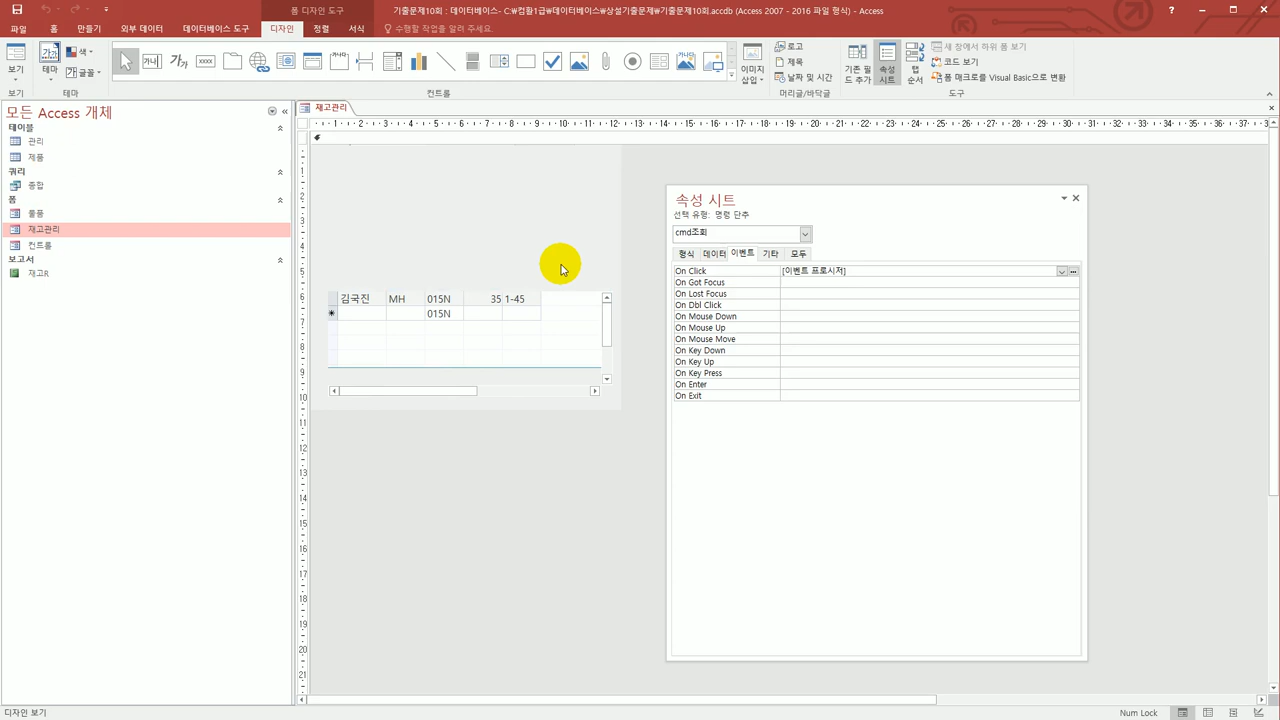 폼 디자인 도구
기출문제10회 : 데이터베이스- C:₩컴활1급₩데이터베이스₩상설기출문제₩기출문제10회.accdb (Access 2007 - 2016 파일 형식) - Access
파일 홈 만들기 외부 데이터 데이터베이스 도구 디자인 정렬 서식 수행할 작업을 알려 주세요.
보기
테마
색
가 글꼴
이미지 삽입
로고
제목
날짜 및 시간
기존 필드 추가
속성 시트
탭 순서
새 창에서 하위 폼 보기
코드 보기
폼 매크로를 Visual Basic으로 변환
보기 테마 컨트롤 머리글/바닥글 도구
모든 Access 개체
테이블
관리
제품
쿼리
종합
폼
재고관리
컨트롤
보고서
재고R
재고관리
김국진 MH 015N 35 1-45
015N
속성 시트
선택 유형: 명령 단추
cmd조회
형식 데이터 이벤트 기타 모두
On Click [이벤트 프로시저]
On Got Focus
On Lost Focus
On Dbl Click
On Mouse Down
On Mouse Up
On Mouse Move
On Key Down
On Key Up
On Key Press
On Enter
On Exit
디자인 보기
Num Lock